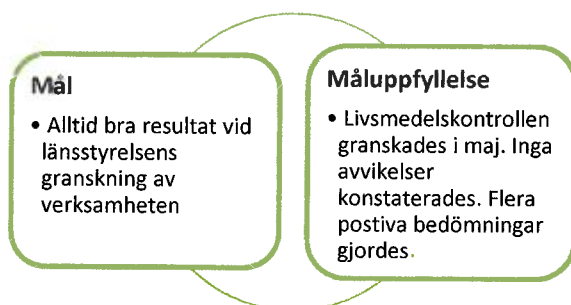 Mål
• Alltid bra resultat vid
länsstyrelsens
granskning av
verksamheten
Måluppfyllelse
• Livsmedelskontrollen
granskades i maj. Inga
avvikelser
konstaterades. Flera
postiva bedömningar
gjordes.